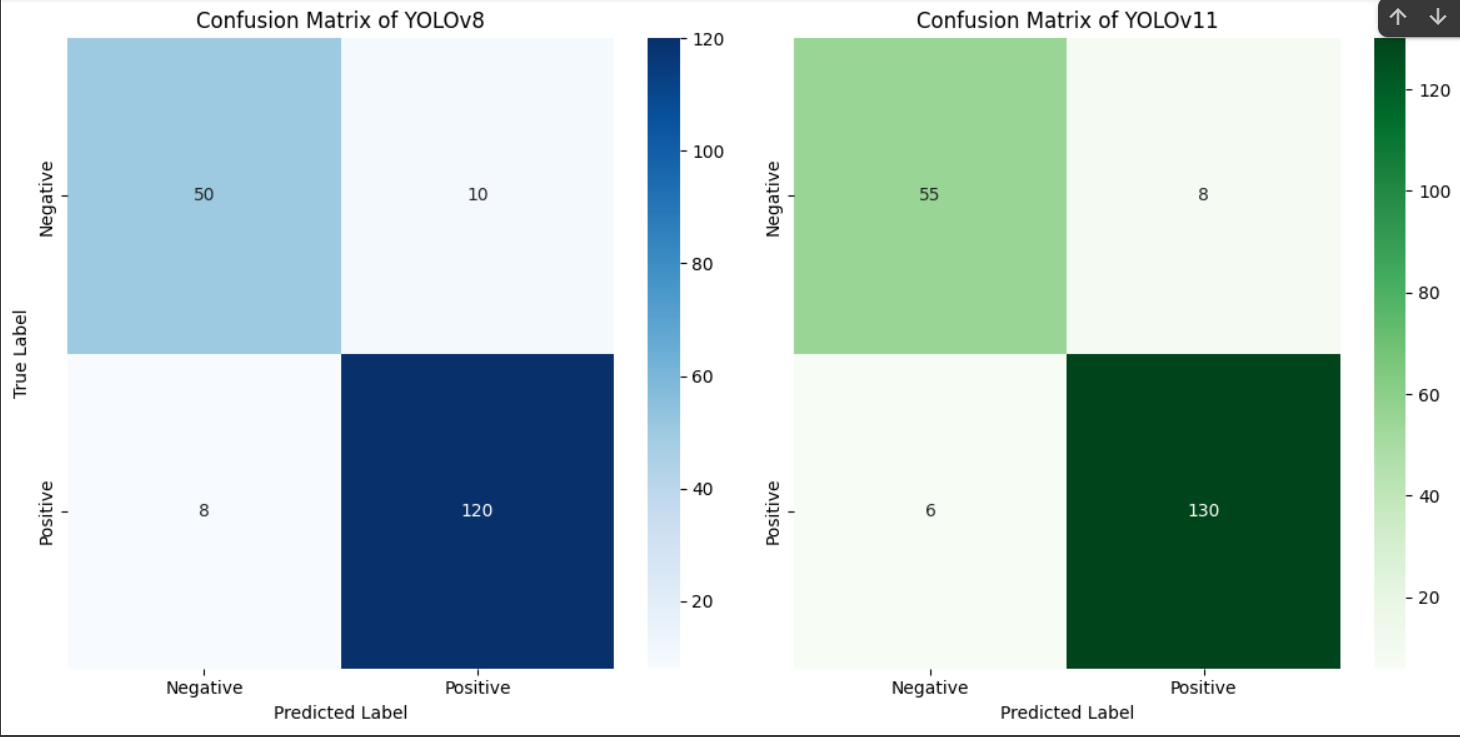 Confusion Matrix of YOLOv8
True Label
Negative
Positive
50
10
8
120
Negative
Positive
Predicted Label
120
100
80
60
40
20
Confusion Matrix of YOLOv11
Negative
Positive
55
8
6
130
Negative
Positive
Predicted Label
120
100
80
60
40
20